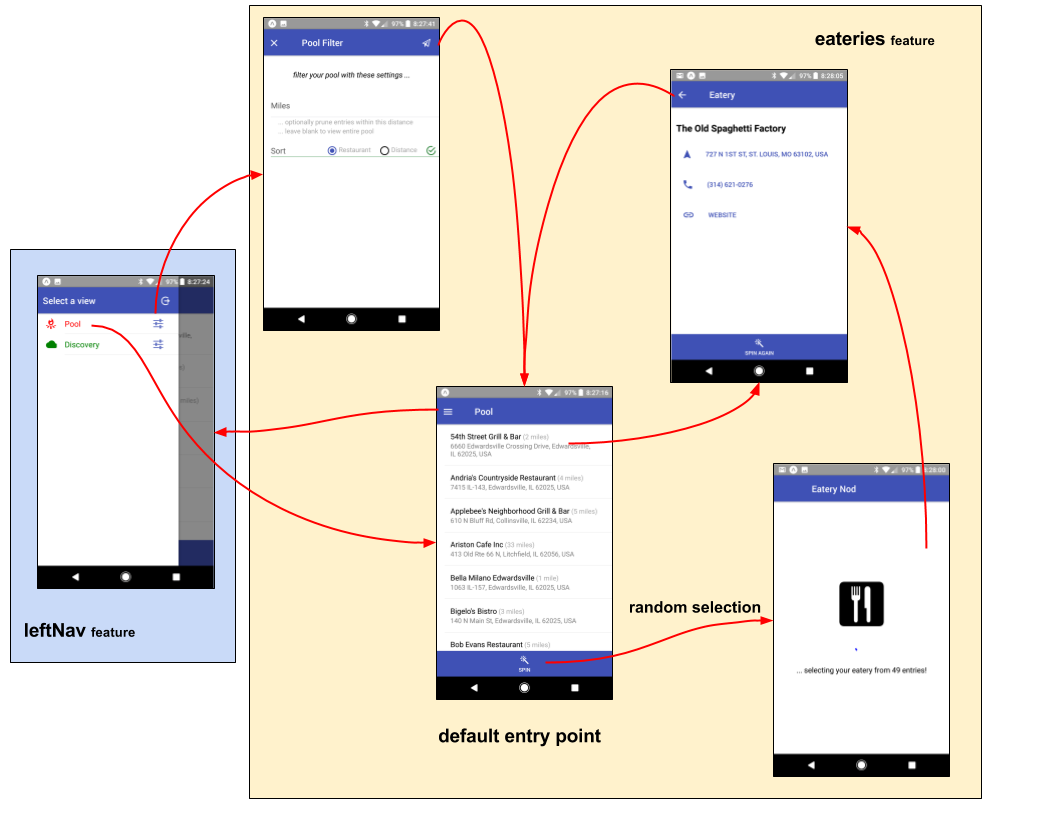 eateries feature
97% 8:27:41
Pool Filter
filter your pool with these settings ...
Miles
... optionally prune entries within this distance
... leave blank to view entire pool
Sort Restaurant Distance
97% 8:28:05
Eatery
The Old Spaghetti Factory
727 N 1ST ST, ST. LOUIS, MO 63102, USA
(314) 621-0276
WEBSITE
SPIN AGAIN
97% 8:27:24
Select a view
Pool
Discovery
leftNav feature
97% 8:27:16
Pool
54th Street Grill & Bar (2 miles)
6660 Edwardsville Crossing Drive, Edwardsville,
IL 62025, USA
Andria's Countryside Restaurant (4 miles)
7415 IL-143, Edwardsville, IL 62025, USA
Applebee's Neighborhood Grill & Bar (5 miles)
610 N Bluff Rd, Collinsville, IL 62234, USA
Ariston Cafe Inc (33 miles)
413 Old Rte 66 N, Litchfield, IL 62056, USA
Bella Milano Edwardsville (1 mile)
1063 IL-157, Edwardsville, IL 62025, USA
Bigelo's Bistro (3 miles)
140 N Main St, Edwardsville, IL 62025, USA
Bob Evans Restaurant (5 miles)
SPIN
default entry point
random selection
97% 8:28:00
Eatery Nod
... selecting your eatery from 49 entries!